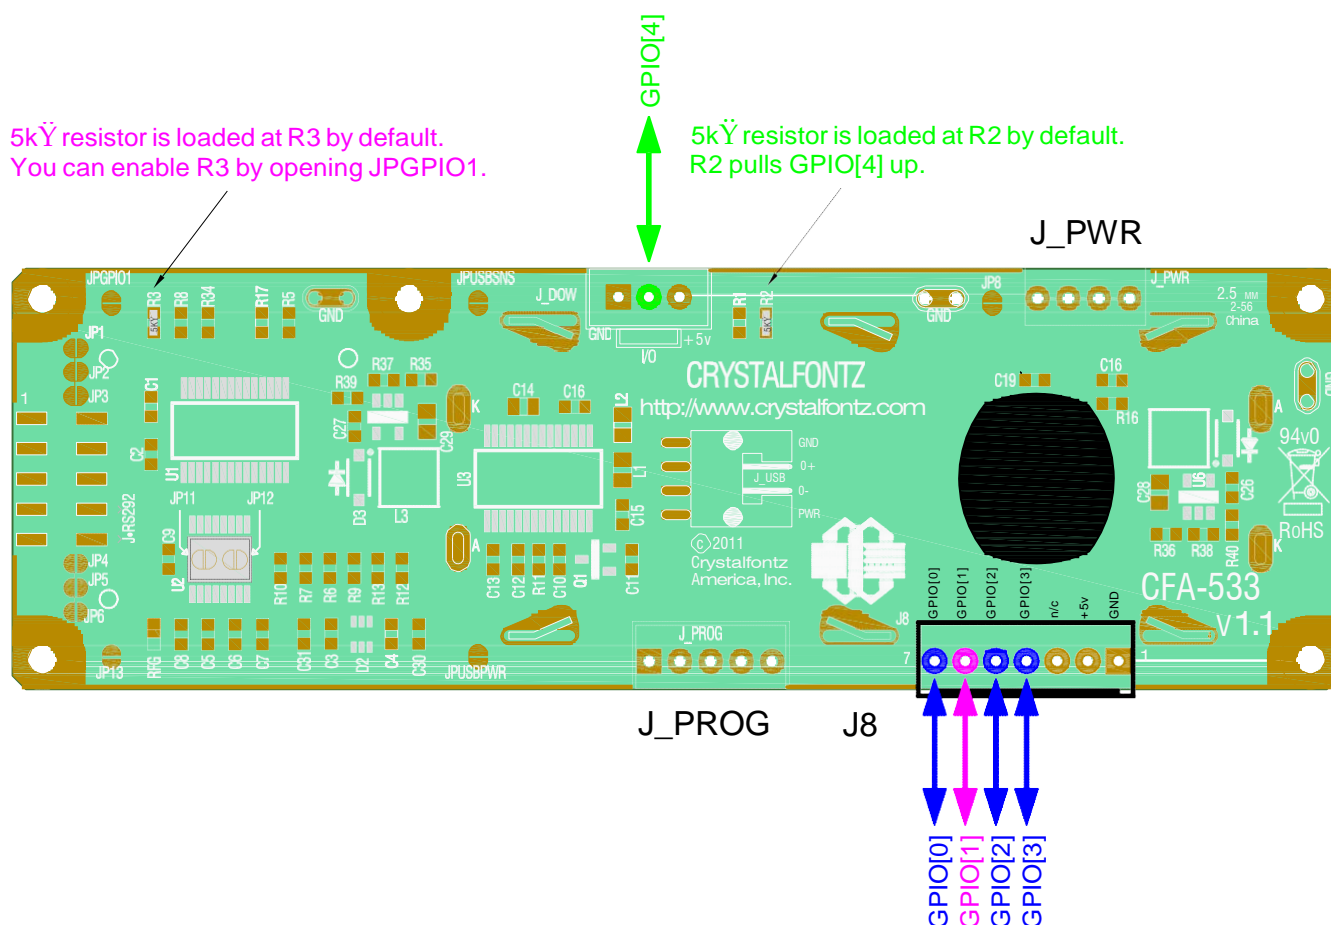 GPIO[4]
5kŸ resistor is loaded at R3 by default.
You can enable R3 by opening JPGPIO1.
5kŸ resistor is loaded at R2 by default.
R2 pulls GPIO[4] up.
J_PWR
JPGPIO1
R3
R8
R34
R17
R5
GND
JPUSBSNS
J_DOW
GND
I/O
+5v
R1
R2
GND
JP8
J_PWR
2.5 MM
2-56
China
5KŸ
5KŸ
JP1
JP2
JP3
1
C1
C2
U1
R39
R37
R35
C27
C29
K
C14
C16
L2
CRYSTALFONTZ
http://www.crystalfontz.com
C19
C16
R16
A
94v0
RoHS
U3
L1
C15
GND
0+
J_USB
0-
PWR
D3
L3
JP11
JP12
J•RS292
C9
U2
A
C28
U6
C26
R36
R38
R40
K
JP4
JP5
JP6
R10
R7
R6
R9
R13
R12
C13
C12
R11
C10
Q1
C11
©2011
Crystalfontz
America, Inc.
GPIO[0]
GPIO[1]
GPIO[2]
GPIO[3]
n/c
+5v
GND
CFA-533
v1.1
J8
7
1
RFG
C8
C5
C6
C7
C31
C3
D2
C4
C30
JP13
JPUSBPWR
J_PROG
J_PROG
J8
GPIO[0]
GPIO[1]
GPIO[2]
GPIO[3]